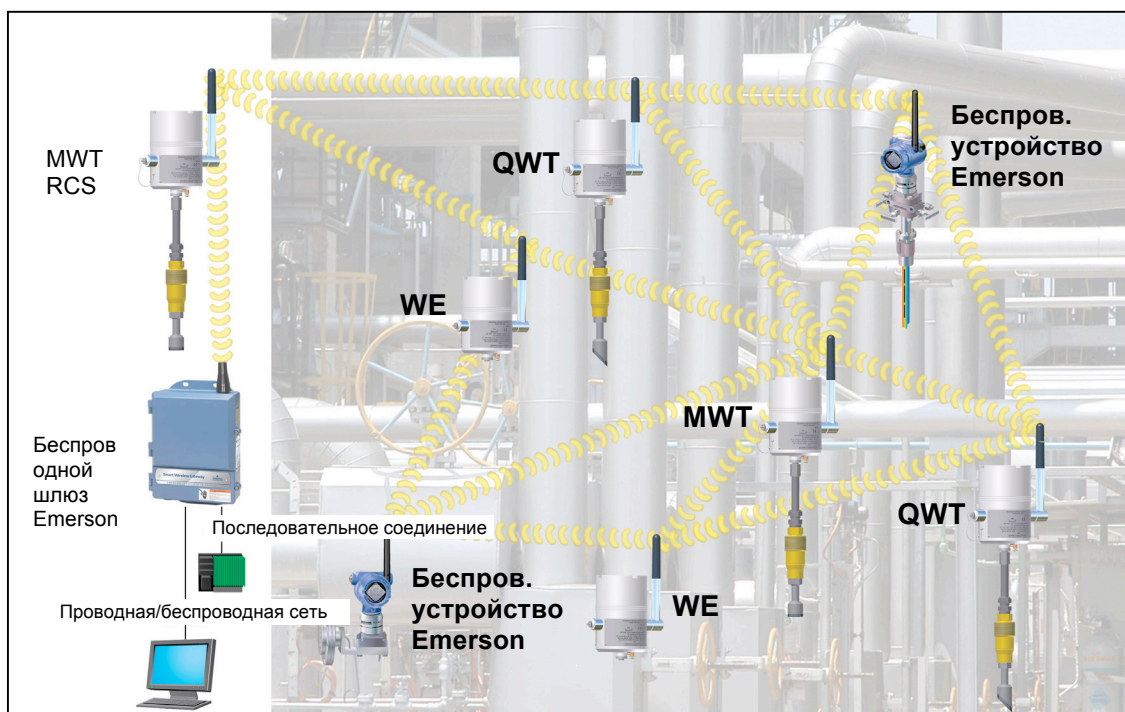 MWT
RCS
QWT
Беспров.
устройство
Emerson
WE
MWT
Беспров
одной
шлюз
Emerson
QWT
Последовательное соединение
Беспров.
устройство
Emerson
WE
Проводная/беспроводная сеть